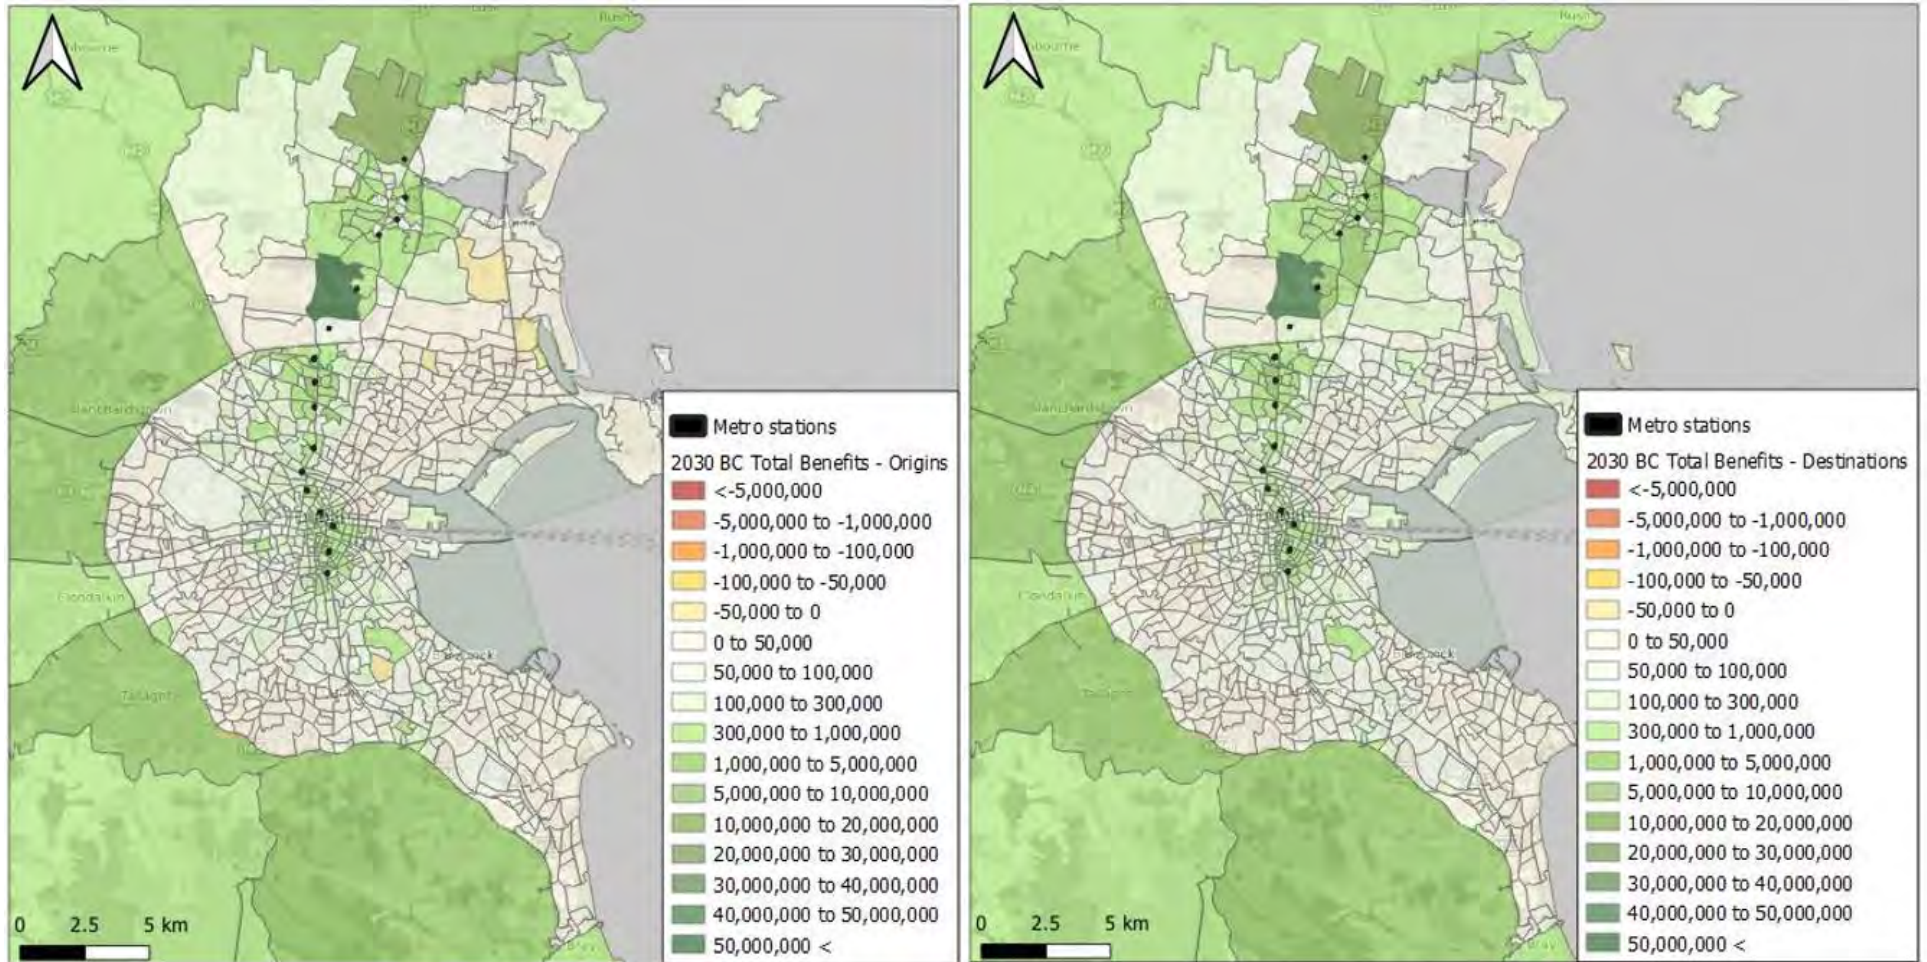 Rush
Metro stations
2030 BC Total Benefits - Origins
<-5,000,000
-5,000,000 to -1,000,000
-1,000,000 to -100,000
-100,000 to -50,000
-50,000 to 0
0 to 50,000
50,000 to 100,000
100,000 to 300,000
300,000 to 1,000,000
1,000,000 to 5,000,000
5,000,000 to 10,000,000
10,000,000 to 20,000,000
20,000,000 to 30,000,000
30,000,000 to 40,000,000
40,000,000 to 50,000,000
50,000,000 <
Blanchardstown
Clondalkin
Tallaght
Bray
0 2.5 5 km
Rush
Metro stations
2030 BC Total Benefits - Destinations
<-5,000,000
-5,000,000 to -1,000,000
-1,000,000 to -100,000
-100,000 to -50,000
-50,000 to 0
0 to 50,000
50,000 to 100,000
100,000 to 300,000
300,000 to 1,000,000
1,000,000 to 5,000,000
5,000,000 to 10,000,000
10,000,000 to 20,000,000
20,000,000 to 30,000,000
30,000,000 to 40,000,000
40,000,000 to 50,000,000
50,000,000 <
Blanchardstown
Clondalkin
Tallaght
Bray
0 2.5 5 km